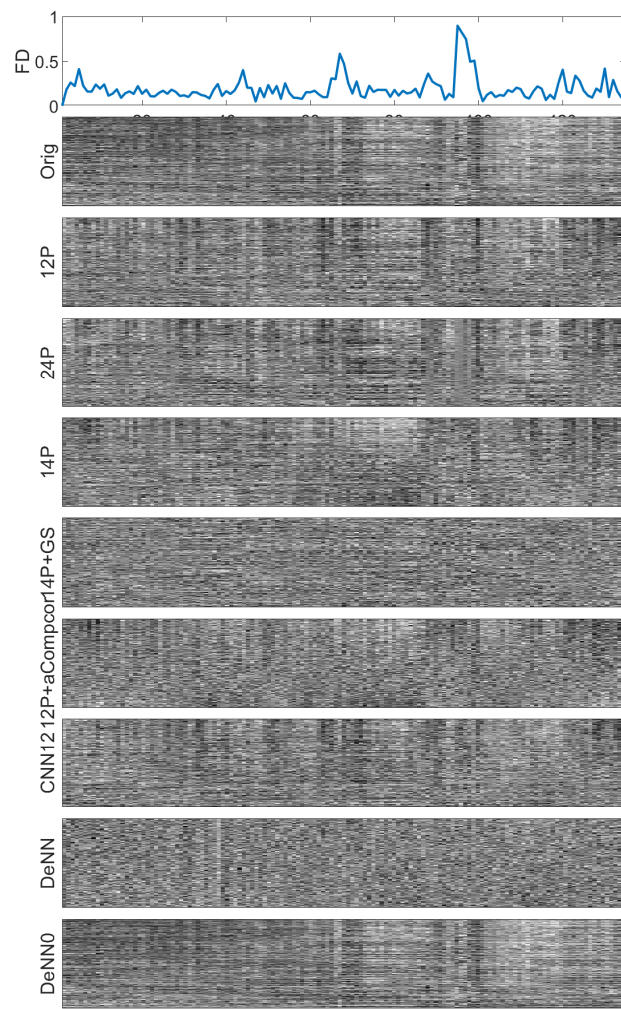 1
0.5
0
FD
Orig
12P
24P
14P
14P+GS
12P+aCompcor
CNN12
DeNN
DeNN0